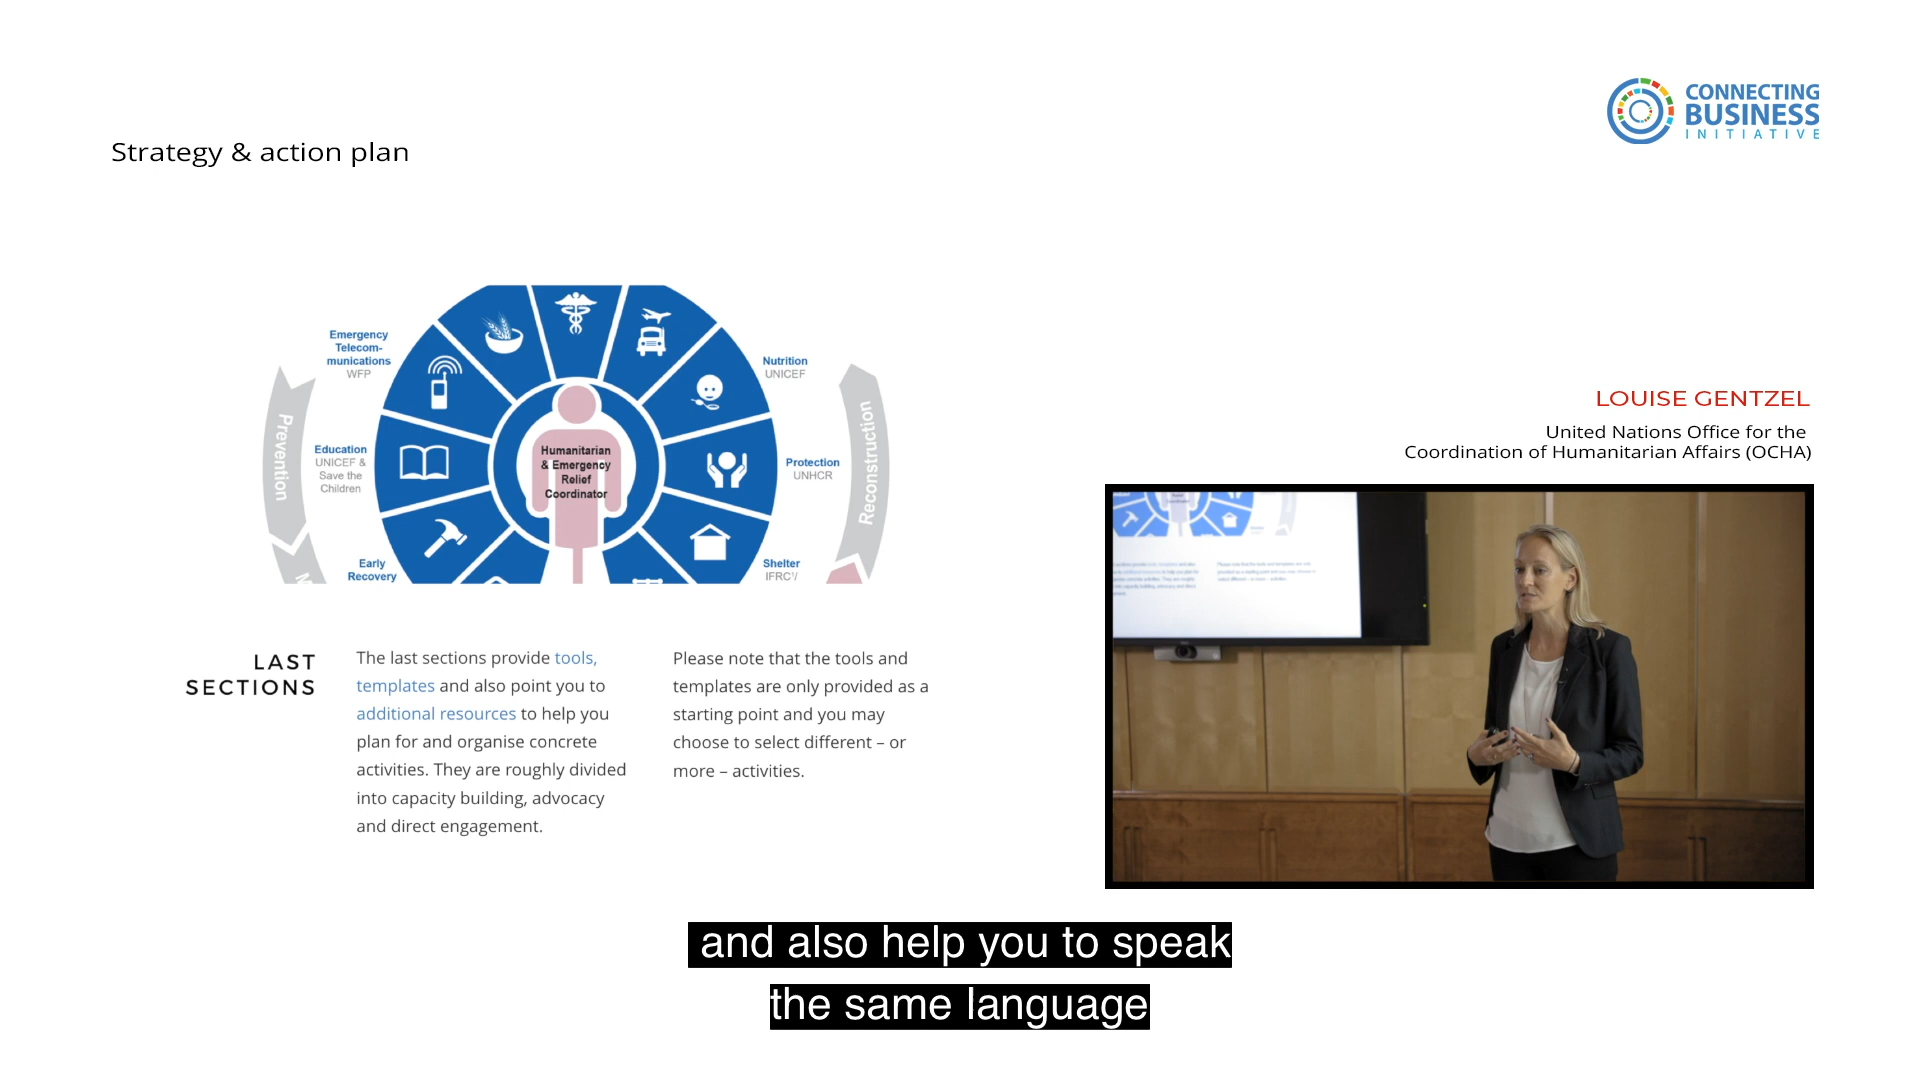 CONNECTING
BUSINESS
INITIATIVE
Strategy & action plan
Emergency
Telecom-
munications
WFP
Nutrition
UNICEF
Prevention
Reconstruction
Education
UNICEF &
Save the
Children
Humanitarian
& Emergency
Relief
Coordinator
Protection
UNHCR
Early
Recovery
Shelter
IFRC¹/
LOUISE GENTZEL
United Nations Office for the
Coordination of Humanitarian Affairs (OCHA)
LAST
SECTIONS
The last sections provide tools,
templates and also point you to
additional resources to help you
plan for and organise concrete
activities. They are roughly divided
into capacity building, advocacy
and direct engagement.
Please note that the tools and
templates are only provided as a
starting point and you may
choose to select different – or
more – activities.
and also help you to speak
the same language